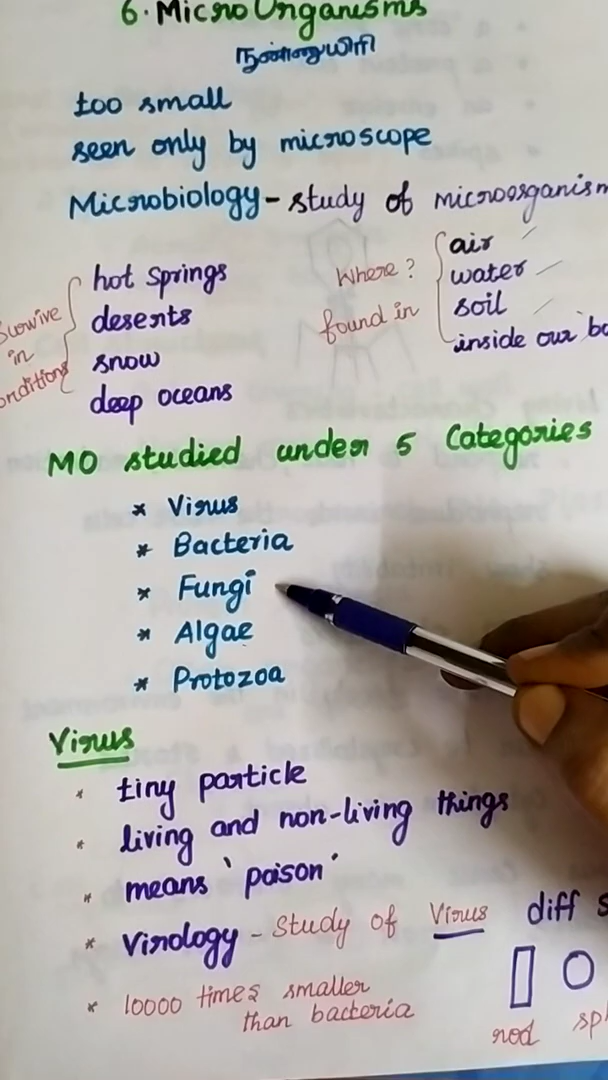 6. MicroOrganisms
நுண்ணுயிரி
too small
seen only by microscope
Microbiology - study of microorganism
Survive in conditions
hot springs
deserts
snow
deep oceans
Where? found in
air
water
soil
inside our
MO studied under 5 Categories
* Virus
* Bacteria
* Fungi
* Algae
* Protozoa
Virus
* tiny particle
* living and non-living things
* means 'poison'
* Virology - Study of Virus
* 10000 times smaller
than bacteria
diff
rod